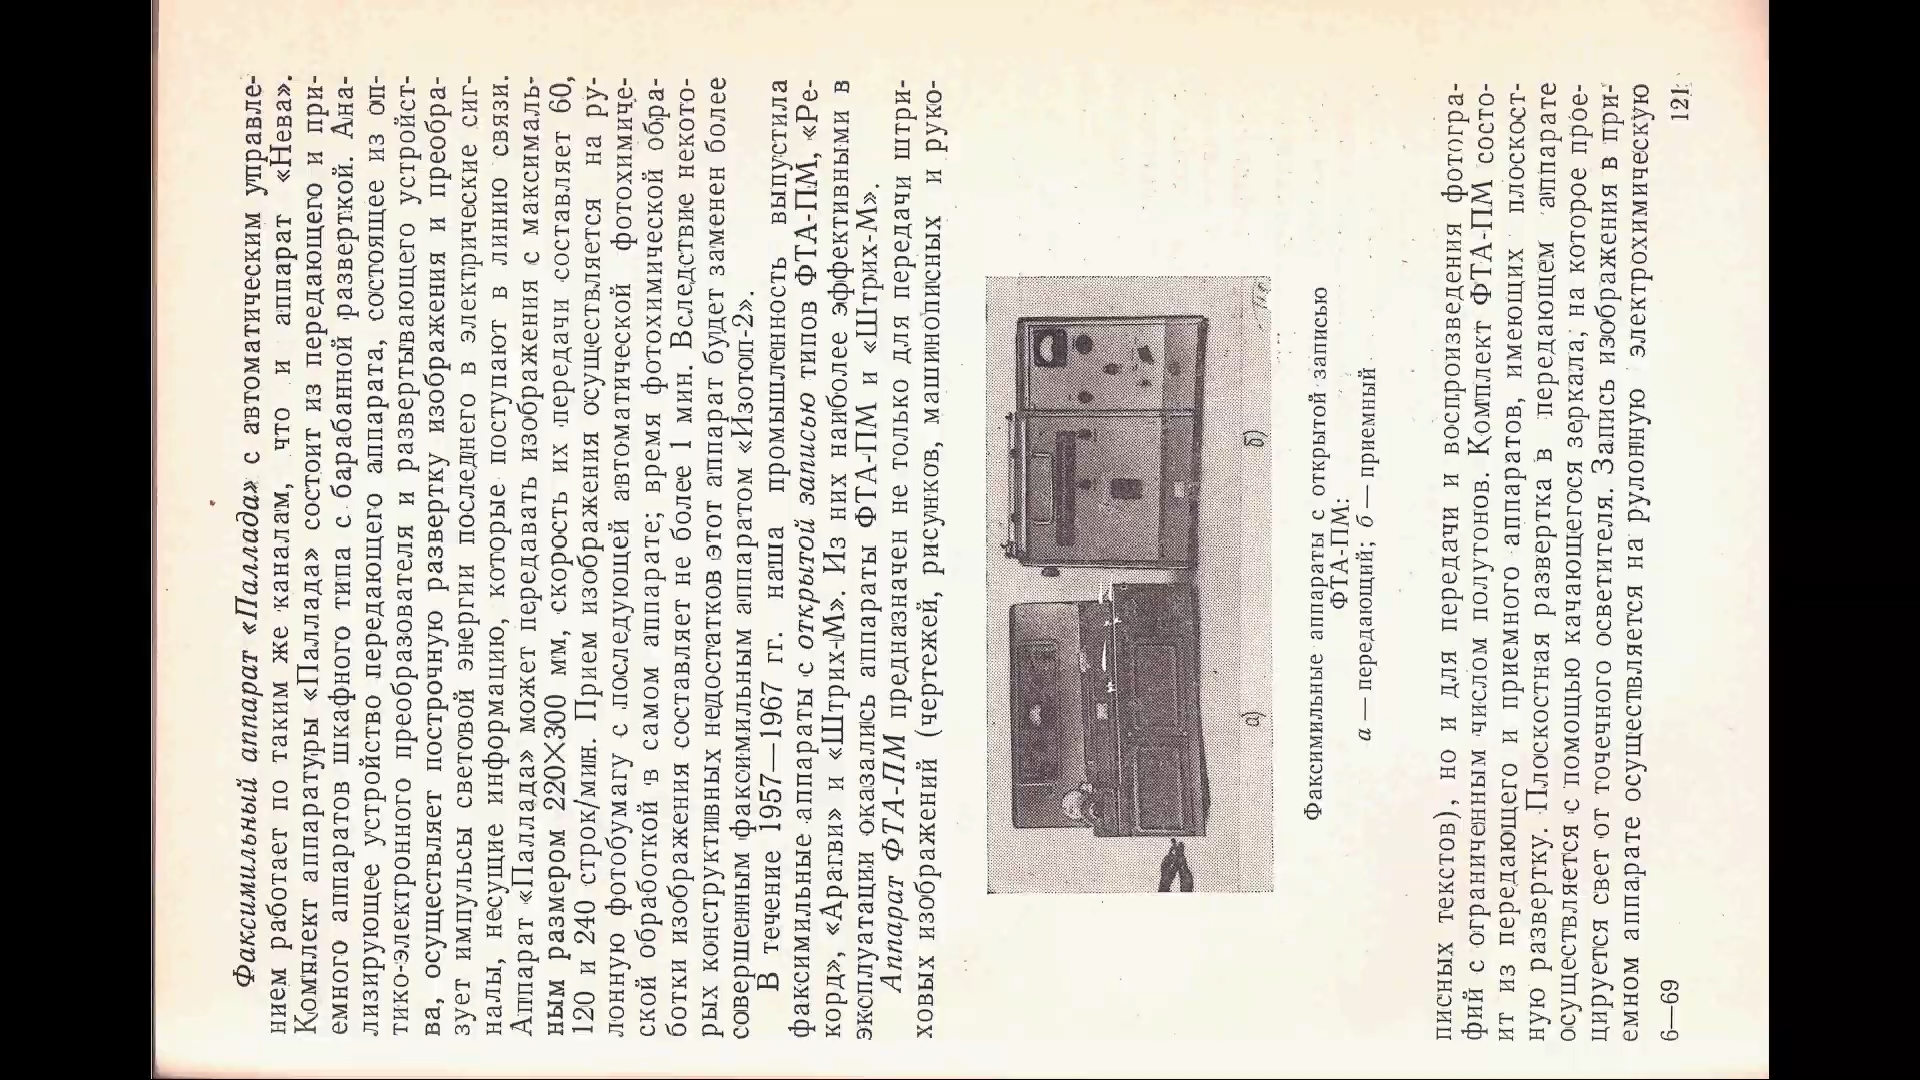 Факсимильный аппарат «Паллада» с автоматическим управле-
нием работает по таким же каналам, что и аппарат «Нева».
Комплект аппаратуры «Паллада» состоит из передающего и при-
емного аппаратов шкафного типа с барабанной разверткой. Ана-
лизирующее устройство передающего аппарата, состоящее из оп-
тико-электронного преобразователя и развертывающего устройст-
ва, осуществляет построчную развертку изображения и преобра-
зует импульсы световой энергии последнего в электрические сиг-
налы, несущие информацию, которые поступают в линию связи.
Аппарат «Паллада» может передавать изображения с максималь-
ным размером 220×300 мм, скорость их передачи составляет 60,
120 и 240 строк/мин. Прием изображения осуществляется на ру-
лонную фотобумагу с последующей автоматической фотохимиче-
ской обработкой в самом аппарате; время фотохимической обра-
ботки изображения составляет не более 1 мин. Вследствие некото-
рых конструктивных недостатков этот аппарат будет заменен более
совершенным факсимильным аппаратом «Изотоп-2».
В течение 1957—1967 гг. наша промышленность выпустила
факсимильные аппараты с открытой записью типов ФТА-ПМ, «Ре-
корд», «Арагви» и «Штрих-М». Из них наиболее эффективными в
эксплуатации оказались аппараты ФТА-ПМ и «Штрих-М».
Аппарат ФТА-ПМ предназначен не только для передачи штри-
ховых изображений (чертежей, рисунков, машинописных и руко-
а)
б)
Факсимильные аппараты с открытой записью
ФТА-ПМ:
а — передающий; б — приемный
писных текстов), но и для передачи и воспроизведения фотогра-
фий с ограниченным числом полутонов. Комплект ФТА-ПМ состо-
ит из передающего и приемного аппаратов, имеющих плоскост-
ную развертку. Плоскостная развертка в передающем аппарате
осуществляется с помощью качающегося зеркала, на которое прое-
цируется свет от точечного осветителя. Запись изображения в при-
емном аппарате осуществляется на рулонную электрохимическую
6—69
121